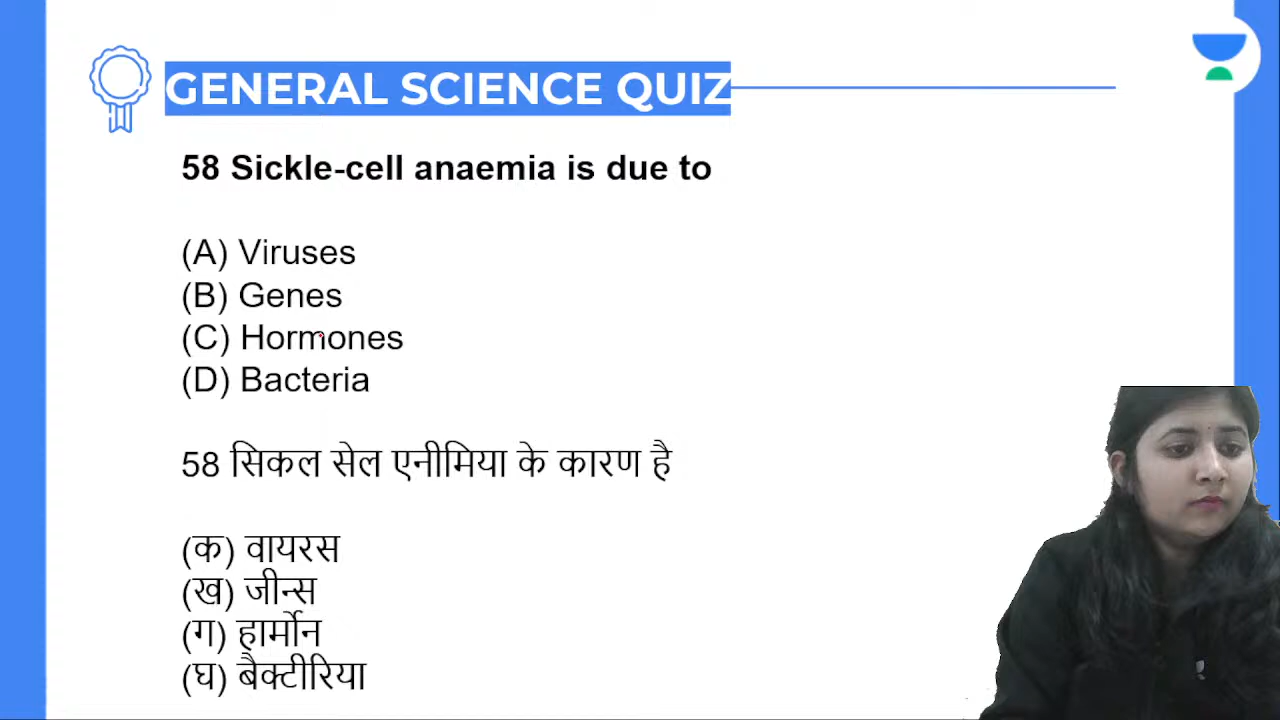 GENERAL SCIENCE QUIZ
58 Sickle-cell anaemia is due to
(A) Viruses
(B) Genes
(C) Hormones
(D) Bacteria
58 सिकल सेल एनीमिया के कारण है
(क) वायरस
(ख) जीन्स
(ग) हार्मोन
(घ) बैक्टीरिया